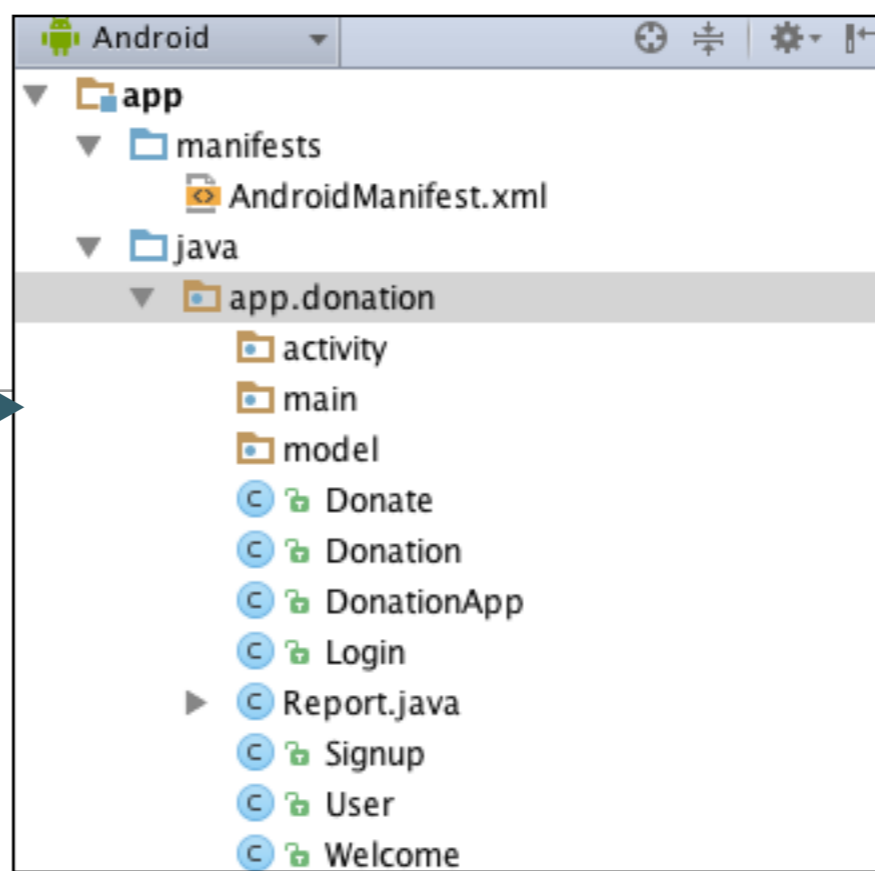 Android
app
manifests
AndroidManifest.xml
java
app.donation
activity
main
model
Donate
Donation
DonationApp
Login
Report.java
Signup
User
Welcome